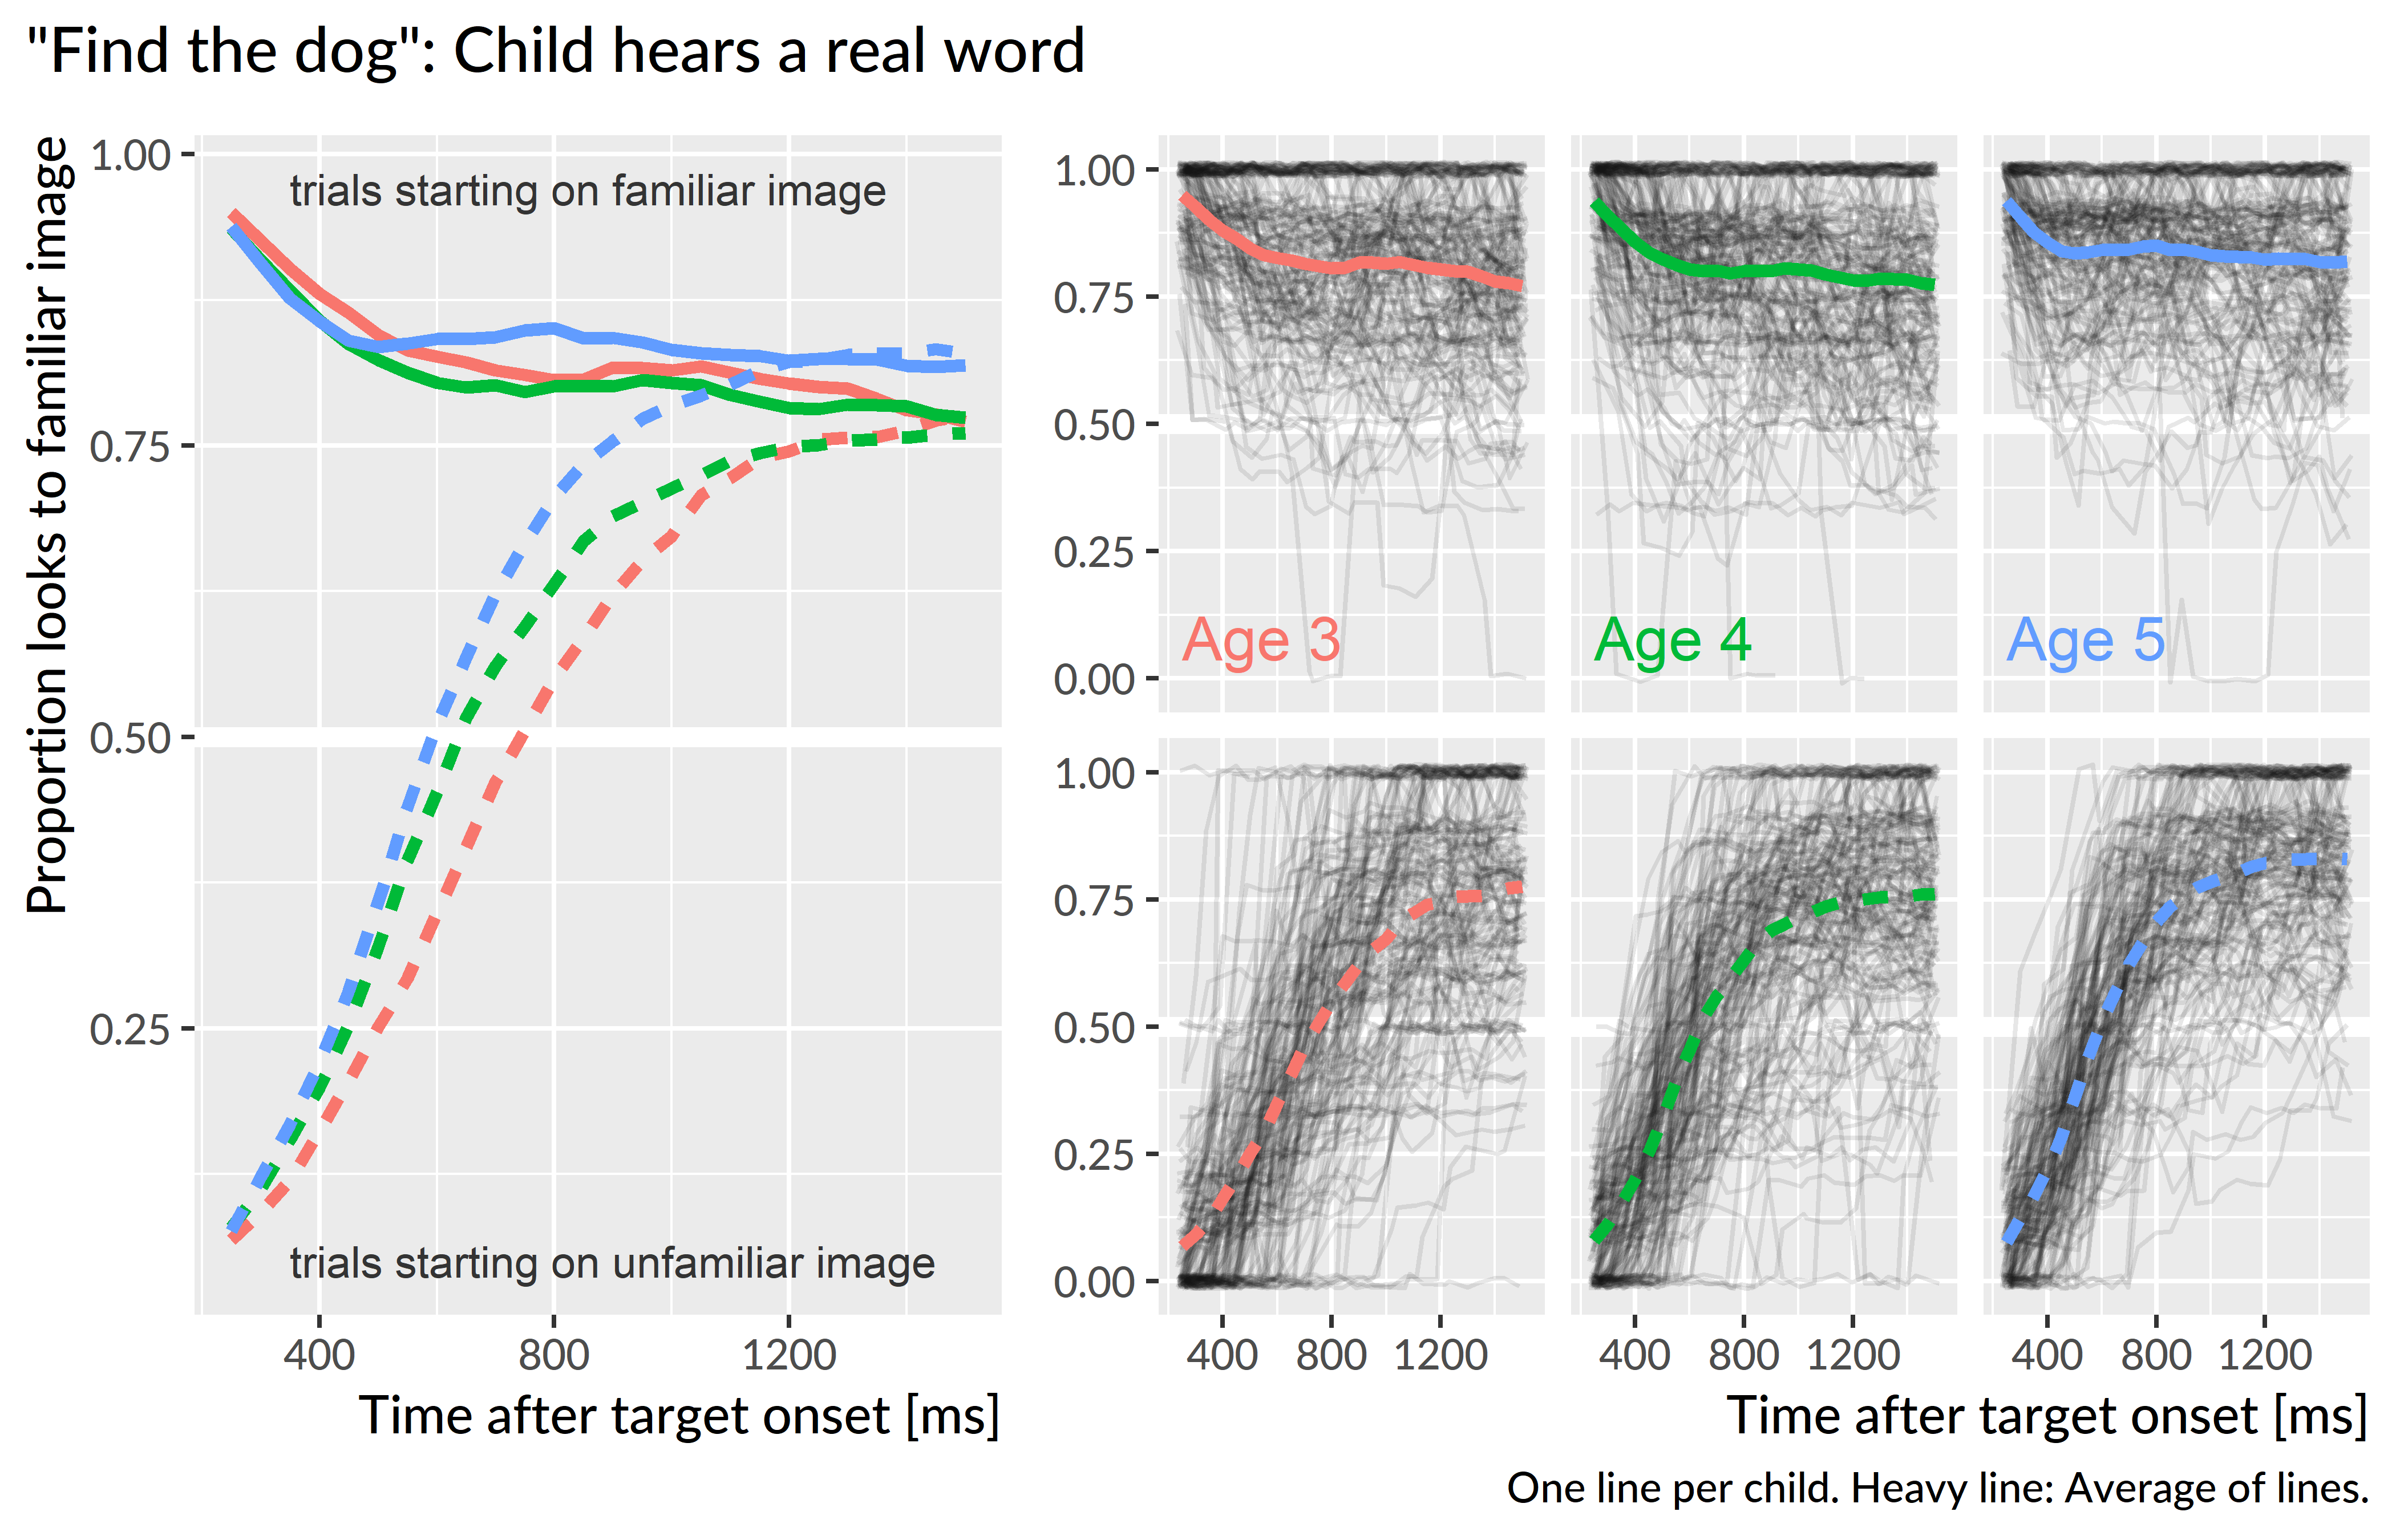 "Find the dog": Child hears a real word
Proportion looks to familiar image
1.00
0.75
0.50
0.25
trials starting on familiar image
trials starting on unfamiliar image
400 800 1200
Time after target onset [ms]
1.00
0.75
0.50
0.25
0.00
Age 3 Age 4 Age 5
1.00
0.75
0.50
0.25
0.00
400 800 1200 400 800 1200 400 800 1200
Time after target onset [ms]
One line per child. Heavy line: Average of lines.